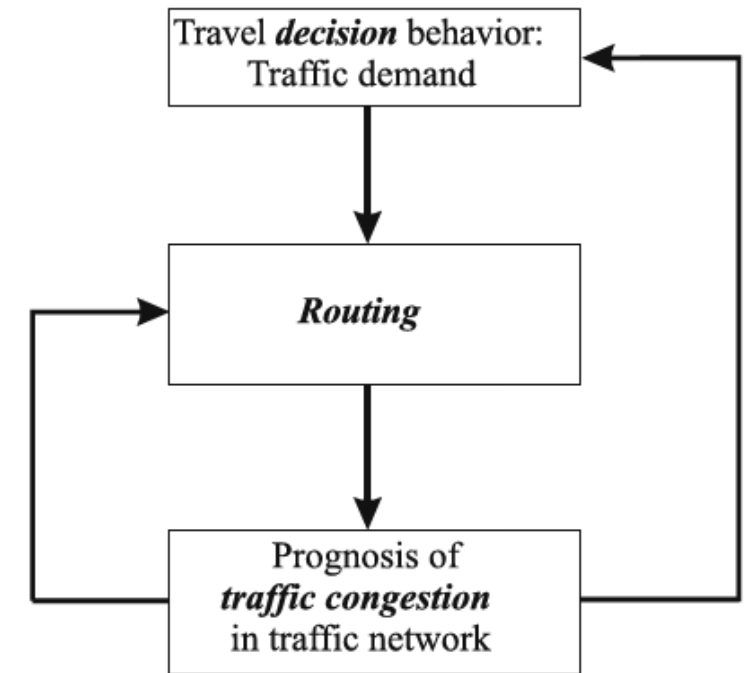 Travel decision behavior:
Traffic demand
Routing
Prognosis of
traffic congestion
in traffic network